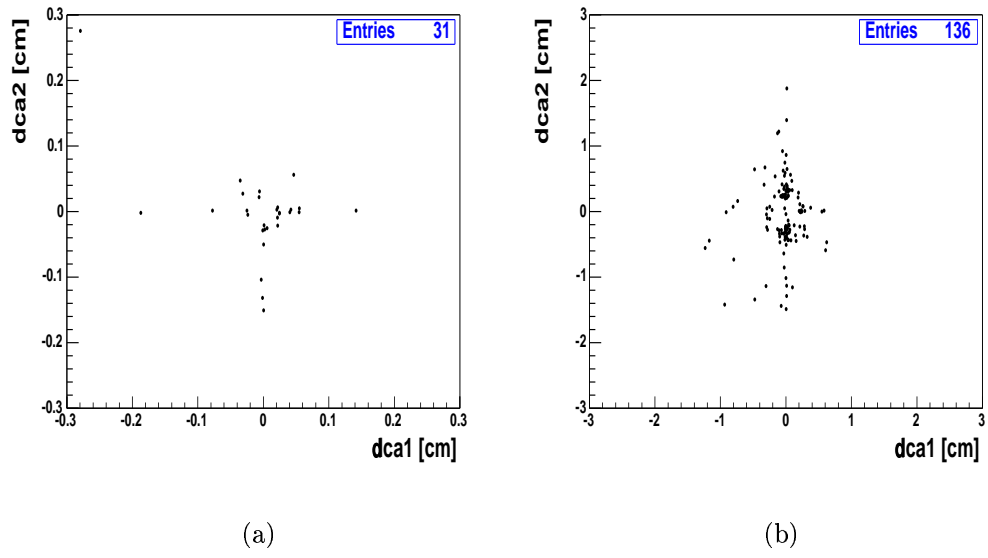 dca2 [cm]
0.3
0.2
0.1
0
-0.1
-0.2
-0.3
Entries 31
-0.3 -0.2 -0.1 0 0.1 0.2 0.3
dca1 [cm]
(a)
dca2 [cm]
3
2
1
0
-1
-2
-3
Entries 136
-3 -2 -1 0 1 2 3
dca1 [cm]
(b)